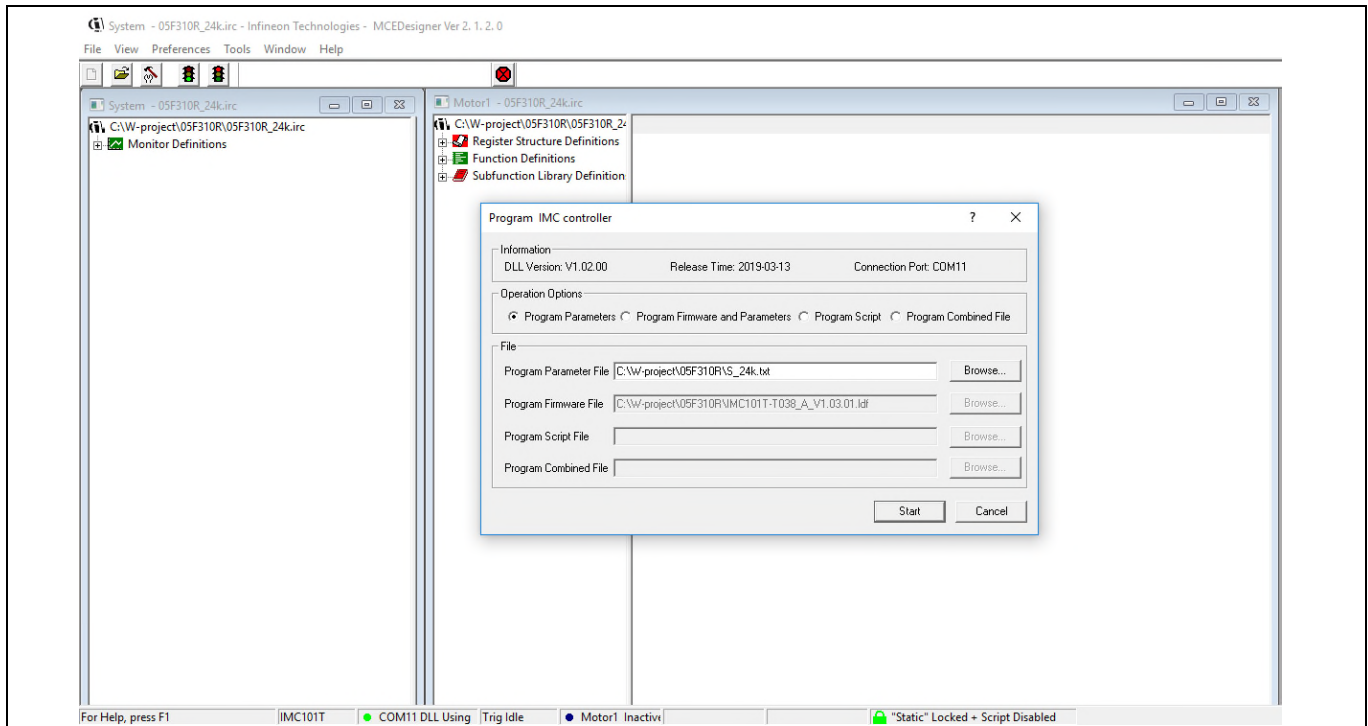 System - 05F310R_24k.irc - Infineon Technologies - MCEDesigner Ver 2. 1. 2. 0
File View Preferences Tools Window Help
System - 05F310R_24k.irc
C:\W-project\05F310R\05F310R_24k.irc
Monitor Definitions
Motor1 - 05F310R_24k.irc
C:\W-project\05F310R\05F310R_24
Register Structure Definitions
Function Definitions
Subfunction Library Definition
Program IMC controller
Information
DLL Version: V1.02.00 Release Time: 2019-03-13 Connection Port: COM11
Operation Options
Program Parameters Program Firmware and Parameters Program Script Program Combined File
File
Program Parameter File C:\W-project\05F310R\S_24k.txt Browse...
Program Firmware File C:\W-project\05F310R\IMC101T-T038_A_V1.03.01.ldf Browse...
Program Script File Browse...
Program Combined File Browse...
Start Cancel
For Help, press F1 IMC101T COM11 DLL Using Trig Idle Motor1 Inactive "Static" Locked + Script Disabled